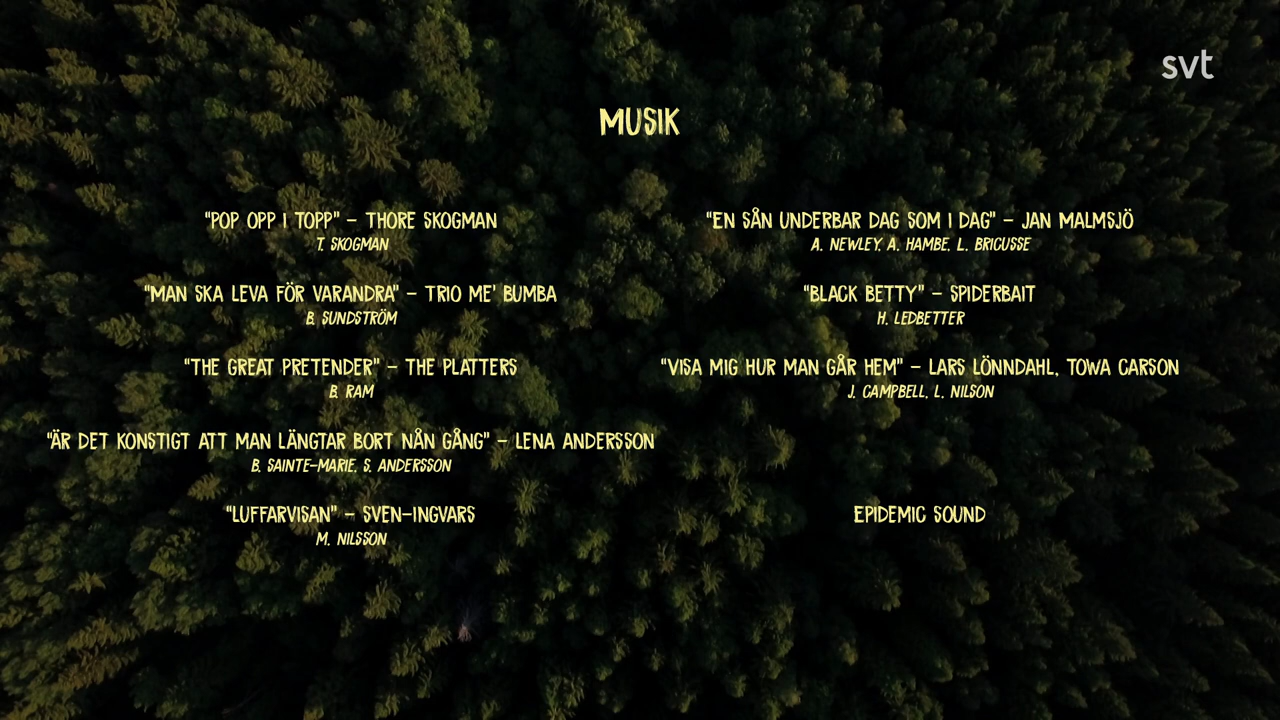 svt
MUSIK
"POP OPP I TOPP" – THORE SKOGMAN
T. SKOGMAN
"MAN SKA LEVA FÖR VARANDRA" – TRIO ME' BUMBA
B. SUNDSTRÖM
"THE GREAT PRETENDER" – THE PLATTERS
B. RAM
"ÄR DET KONSTIGT ATT MAN LÄNGTAR BORT NÅN GÅNG" – LENA ANDERSSON
B. SAINTE-MARIE, S. ANDERSSON
"LUFFARVISAN" – SVEN-INGVARS
M. NILSSON
"EN SÅN UNDERBAR DAG SOM I DAG" – JAN MALMSJÖ
A. NEWLEY, A. HAMBE, L. BRICUSSE
"BLACK BETTY" – SPIDERBAIT
H. LEDBETTER
"VISA MIG HUR MAN GÅR HEM" – LARS LÖNNDAHL, TOWA CARSON
J. CAMPBELL, L. NILSON
EPIDEMIC SOUND